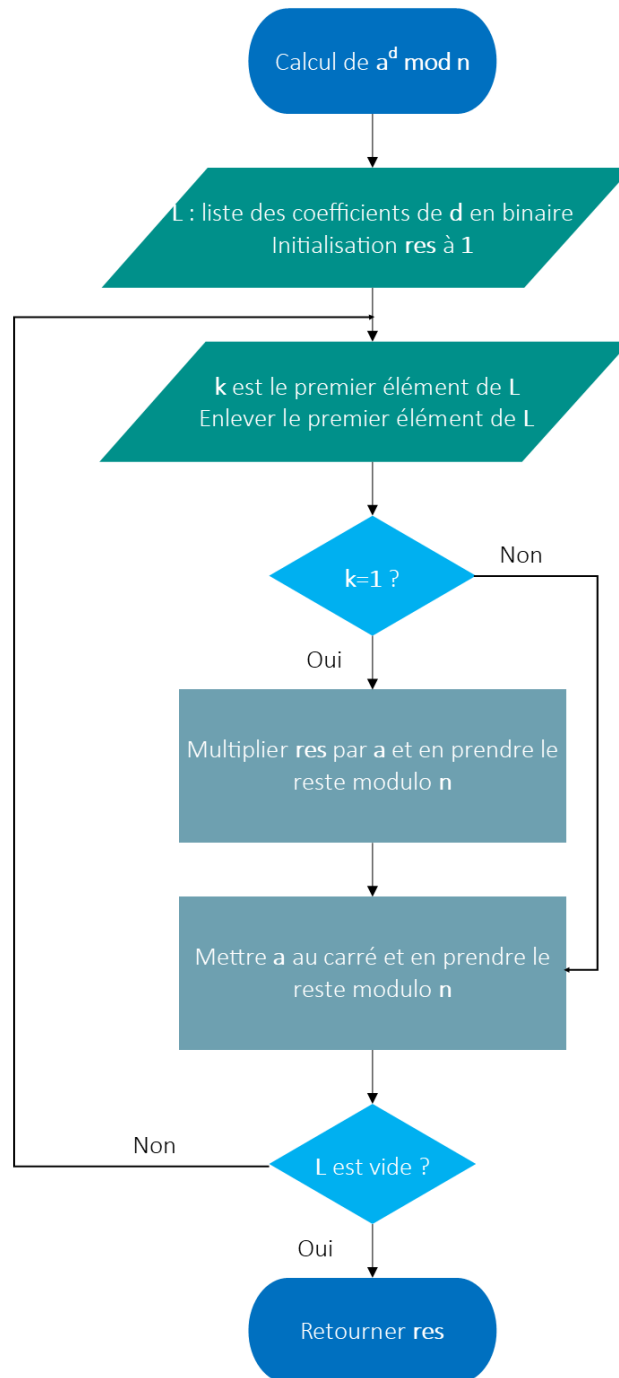 Calcul de aᵈ mod n
L : liste des coefficients de d en binaire
Initialisation res à 1
k est le premier élément de L
Enlever le premier élément de L
k=1 ?
Non
Oui
Multiplier res par a et en prendre le
reste modulo n
Mettre a au carré et en prendre le
reste modulo n
L est vide ?
Non
Oui
Retourner res